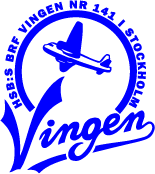 HSB:S BRF VINGEN NR 141 I STOCKHOLM
Vingen